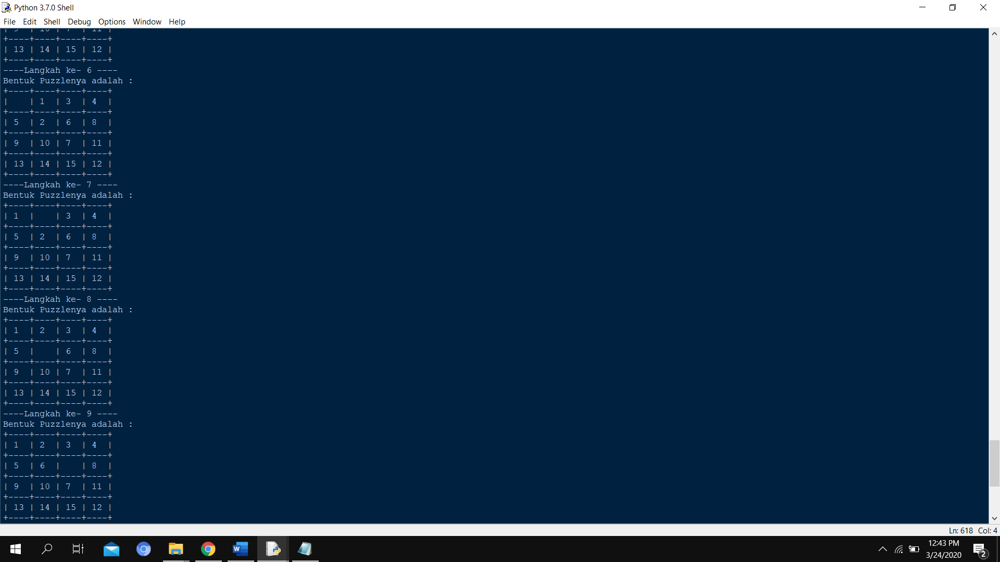 Python 3.7.0 Shell
File Edit Shell Debug Options Window Help
| 9  | 10 | 7  | 11 |
+----+----+----+----+
| 13 | 14 | 15 | 12 |
+----+----+----+----+
----Langkah ke- 6 ----
Bentuk Puzzlenya adalah :
+----+----+----+----+
|    | 1  | 3  | 4  |
+----+----+----+----+
| 5  | 2  | 6  | 8  |
+----+----+----+----+
| 9  | 10 | 7  | 11 |
+----+----+----+----+
| 13 | 14 | 15 | 12 |
+----+----+----+----+
----Langkah ke- 7 ----
Bentuk Puzzlenya adalah :
+----+----+----+----+
| 1  |    | 3  | 4  |
+----+----+----+----+
| 5  | 2  | 6  | 8  |
+----+----+----+----+
| 9  | 10 | 7  | 11 |
+----+----+----+----+
| 13 | 14 | 15 | 12 |
+----+----+----+----+
----Langkah ke- 8 ----
Bentuk Puzzlenya adalah :
+----+----+----+----+
| 1  | 2  | 3  | 4  |
+----+----+----+----+
| 5  |    | 6  | 8  |
+----+----+----+----+
| 9  | 10 | 7  | 11 |
+----+----+----+----+
| 13 | 14 | 15 | 12 |
+----+----+----+----+
----Langkah ke- 9 ----
Bentuk Puzzlenya adalah :
+----+----+----+----+
| 1  | 2  | 3  | 4  |
+----+----+----+----+
| 5  | 6  |    | 8  |
+----+----+----+----+
| 9  | 10 | 7  | 11 |
+----+----+----+----+
| 13 | 14 | 15 | 12 |
+----+----+----+----+
Ln: 618 Col: 4
12:43 PM
3/24/2020
2